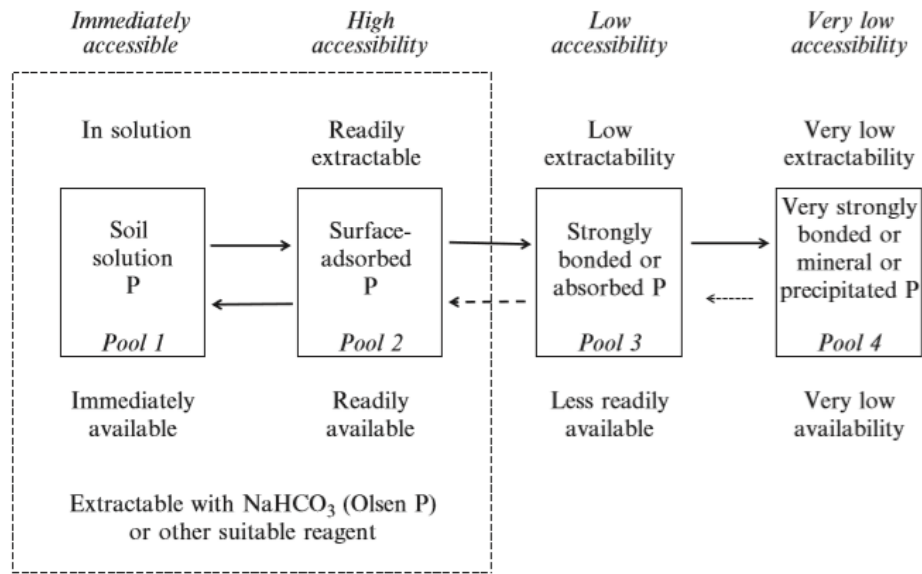 Immediately
accessible
High
accessibility
Low
accessibility
Very low
accessibility
In solution
Readily
extractable
Low
extractability
Very low
extractability
Soil
solution
P
Pool 1
Surface-
adsorbed
P
Pool 2
Strongly
bonded or
absorbed P
Pool 3
Very strongly
bonded or
mineral or
precipitated P
Pool 4
Immediately
available
Readily
available
Less readily
available
Very low
availability
Extractable with NaHCO₃ (Olsen P)
or other suitable reagent